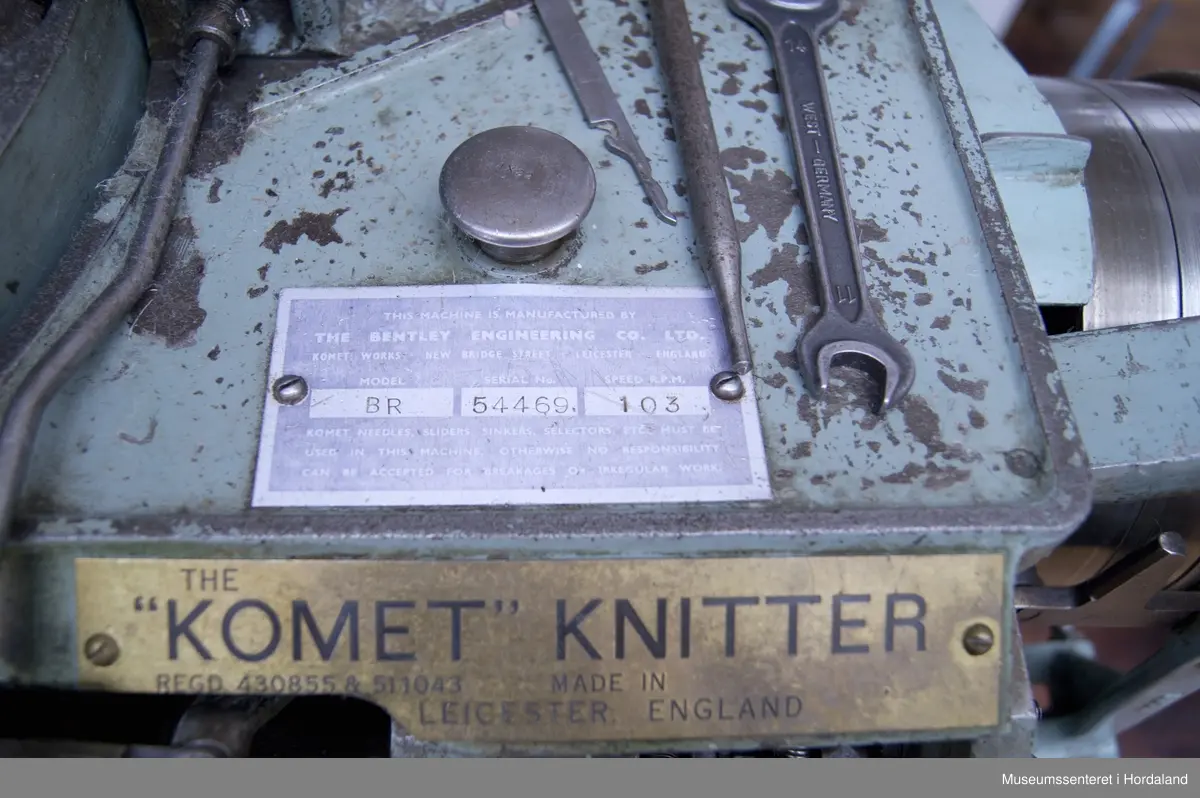 14
WEST-GERMANY
11
THIS MACHINE IS MANUFACTURED BY
THE BENTLEY ENGINEERING CO. LTD.
KOMET WORKS, NEW BRIDGE STREET, LEICESTER ENGLAND
MODEL SERIAL No. SPEED R.P.M.
BR 54469. 103
KOMET NEEDLES, SLIDERS, SINKERS, SELECTORS, ETC. MUST BE
USED IN THIS MACHINE, OTHERWISE NO RESPONSIBILITY
CAN BE ACCEPTED FOR BREAKAGES OR IRREGULAR WORK.
THE
"KOMET" KNITTER
REGD. 430855 & 511043 MADE IN
LEICESTER, ENGLAND
Museumssenteret i Hordaland